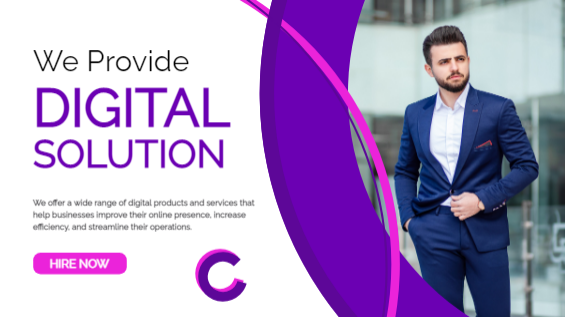 We Provide
DIGITAL
SOLUTION
We offer a wide range of digital products and services that
help businesses improve their online presence, increase
efficiency, and streamline their operations.
HIRE NOW